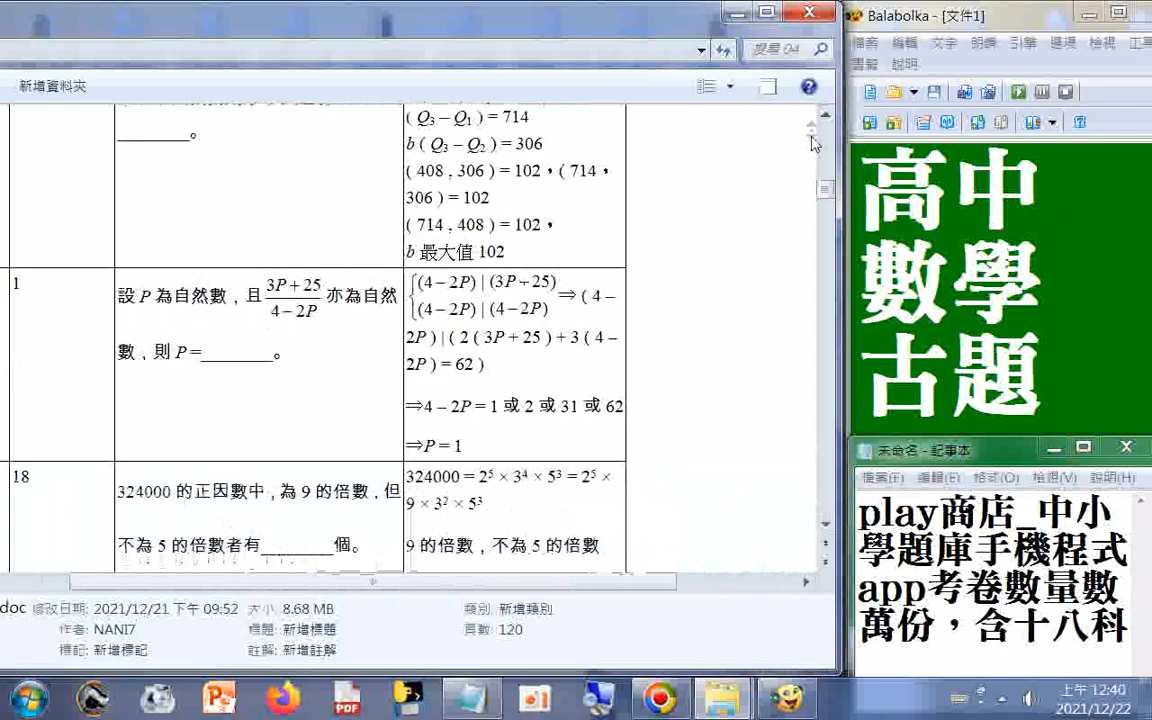 搜尋 04
新增資料夾
________。
( Q₃ – Q₁ ) = 714
b ( Q₃ – Q₂ ) = 306
( 408 , 306 ) = 102，( 714 ,
306 ) = 102
( 714 , 408 ) = 102，
b 最大值 102
1
設 P 為自然數，且 (3P + 25)/(4 – 2P) 亦為自然
數，則 P =________。
{(4 – 2P) | (3P + 25)
(4 – 2P) | (4 – 2P) ⇒ ( 4 –
2P ) | ( 2 ( 3P + 25 ) + 3 ( 4 –
2P ) = 62 )
⇒ 4 – 2P = 1 或 2 或 31 或 62
⇒ P = 1
18
324000 的正因數中，為 9 的倍數，但
不為 5 的倍數者有________個。
324000 = 2⁵ × 3⁴ × 5³ = 2⁵ ×
9 × 3² × 5³
9 的倍數，不為 5 的倍數
doc 修改日期: 2021/12/21 下午 09:52 大小: 8.68 MB 類別: 新增類別
作者: NANI7 標題: 新增標題 頁數: 120
標記: 新增標記 註解: 新增註解
Balabolka - [文件1]
檔案 編輯 文字 朗讀 引擎 選項 檢視 工具
書籤 說明
高中
數學
古題
未命名 - 記事本
檔案(F) 編輯(E) 格式(O) 檢視(V) 說明(H)
play商店_中小
學題庫手機程式
app考卷數量數
萬份，含十八科
上午 12:40
2021/12/22